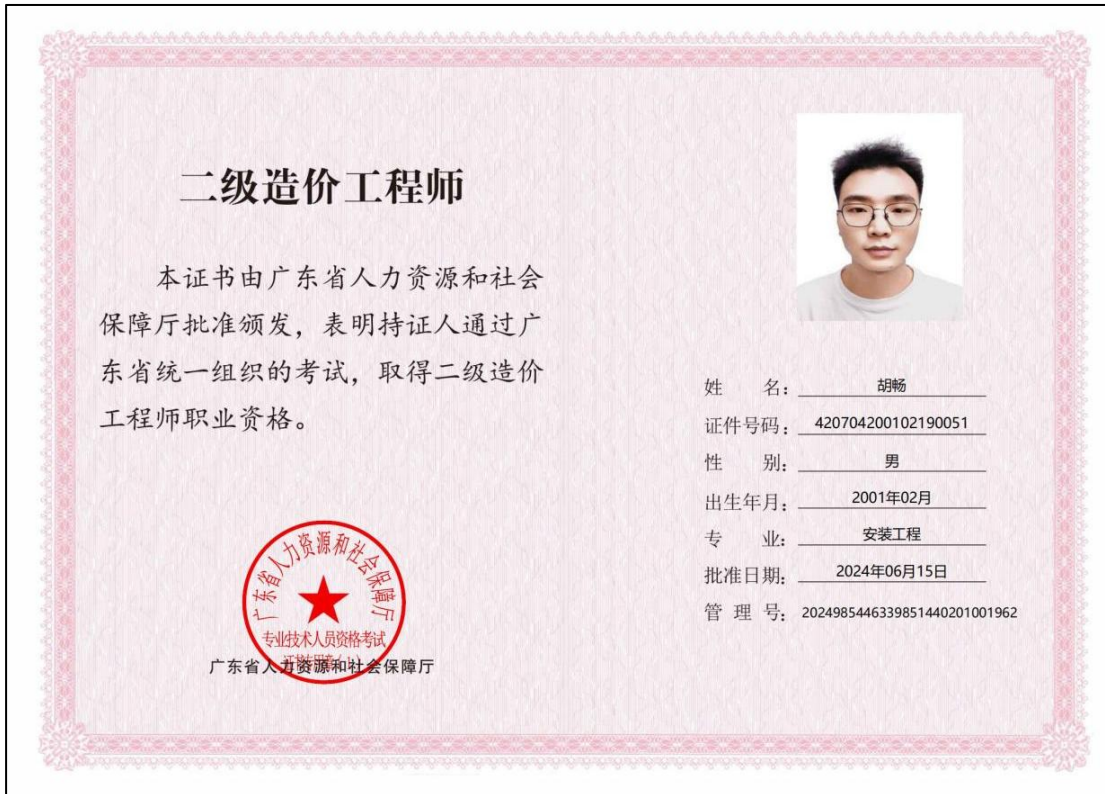 二级造价工程师
本证书由广东省人力资源和社会
保障厅批准颁发，表明持证人通过广
东省统一组织的考试，取得二级造价
工程师职业资格。
广东省人力资源和社会保障厅
专业技术人员资格考试
广东省人力资源和社会保障厅
姓 名： 胡畅
证件号码： 420704200102190051
性 别： 男
出生年月： 2001年02月
专 业： 安装工程
批准日期： 2024年06月15日
管 理 号： 2024985446339851440201001962